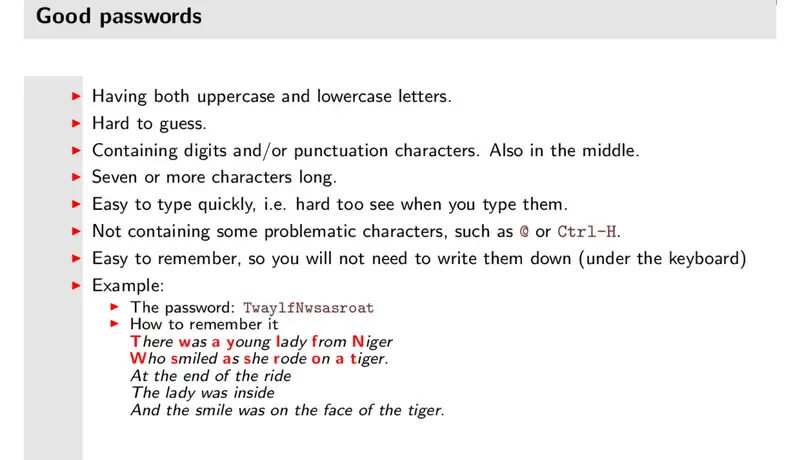 Good passwords
Having both uppercase and lowercase letters.
Hard to guess.
Containing digits and/or punctuation characters. Also in the middle.
Seven or more characters long.
Easy to type quickly, i.e. hard too see when you type them.
Not containing some problematic characters, such as @ or Ctrl-H.
Easy to remember, so you will not need to write them down (under the keyboard)
Example:
The password: TwaylfNwsasroat
How to remember it
There was a young lady from Niger
Who smiled as she rode on a tiger.
At the end of the ride
The lady was inside
And the smile was on the face of the tiger.